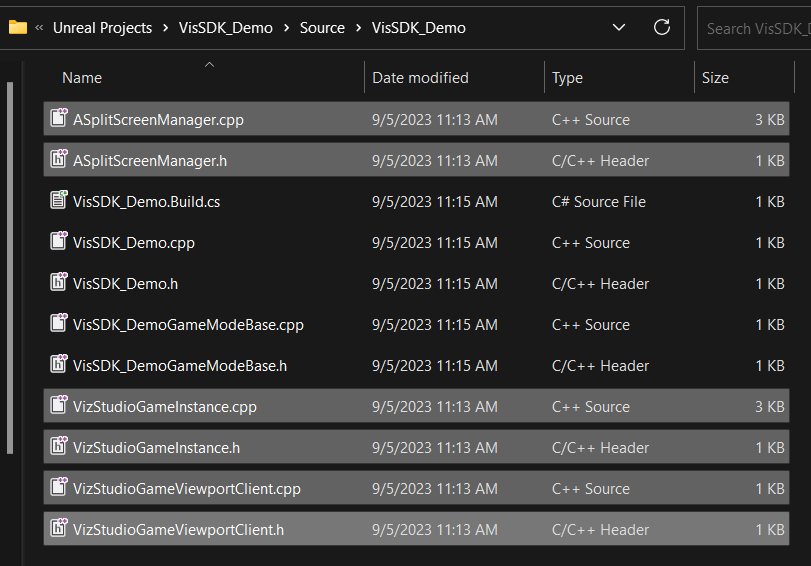 « Unreal Projects > VisSDK_Demo > Source > VisSDK_Demo
Search VisSDK_
Name Date modified Type Size
ASplitScreenManager.cpp 9/5/2023 11:13 AM C++ Source 3 KB
ASplitScreenManager.h 9/5/2023 11:13 AM C/C++ Header 1 KB
VisSDK_Demo.Build.cs 9/5/2023 11:15 AM C# Source File 1 KB
VisSDK_Demo.cpp 9/5/2023 11:15 AM C++ Source 1 KB
VisSDK_Demo.h 9/5/2023 11:15 AM C/C++ Header 1 KB
VisSDK_DemoGameModeBase.cpp 9/5/2023 11:15 AM C++ Source 1 KB
VisSDK_DemoGameModeBase.h 9/5/2023 11:15 AM C/C++ Header 1 KB
VizStudioGameInstance.cpp 9/5/2023 11:13 AM C++ Source 3 KB
VizStudioGameInstance.h 9/5/2023 11:13 AM C/C++ Header 1 KB
VizStudioGameViewportClient.cpp 9/5/2023 11:13 AM C++ Source 1 KB
VizStudioGameViewportClient.h 9/5/2023 11:13 AM C/C++ Header 1 KB